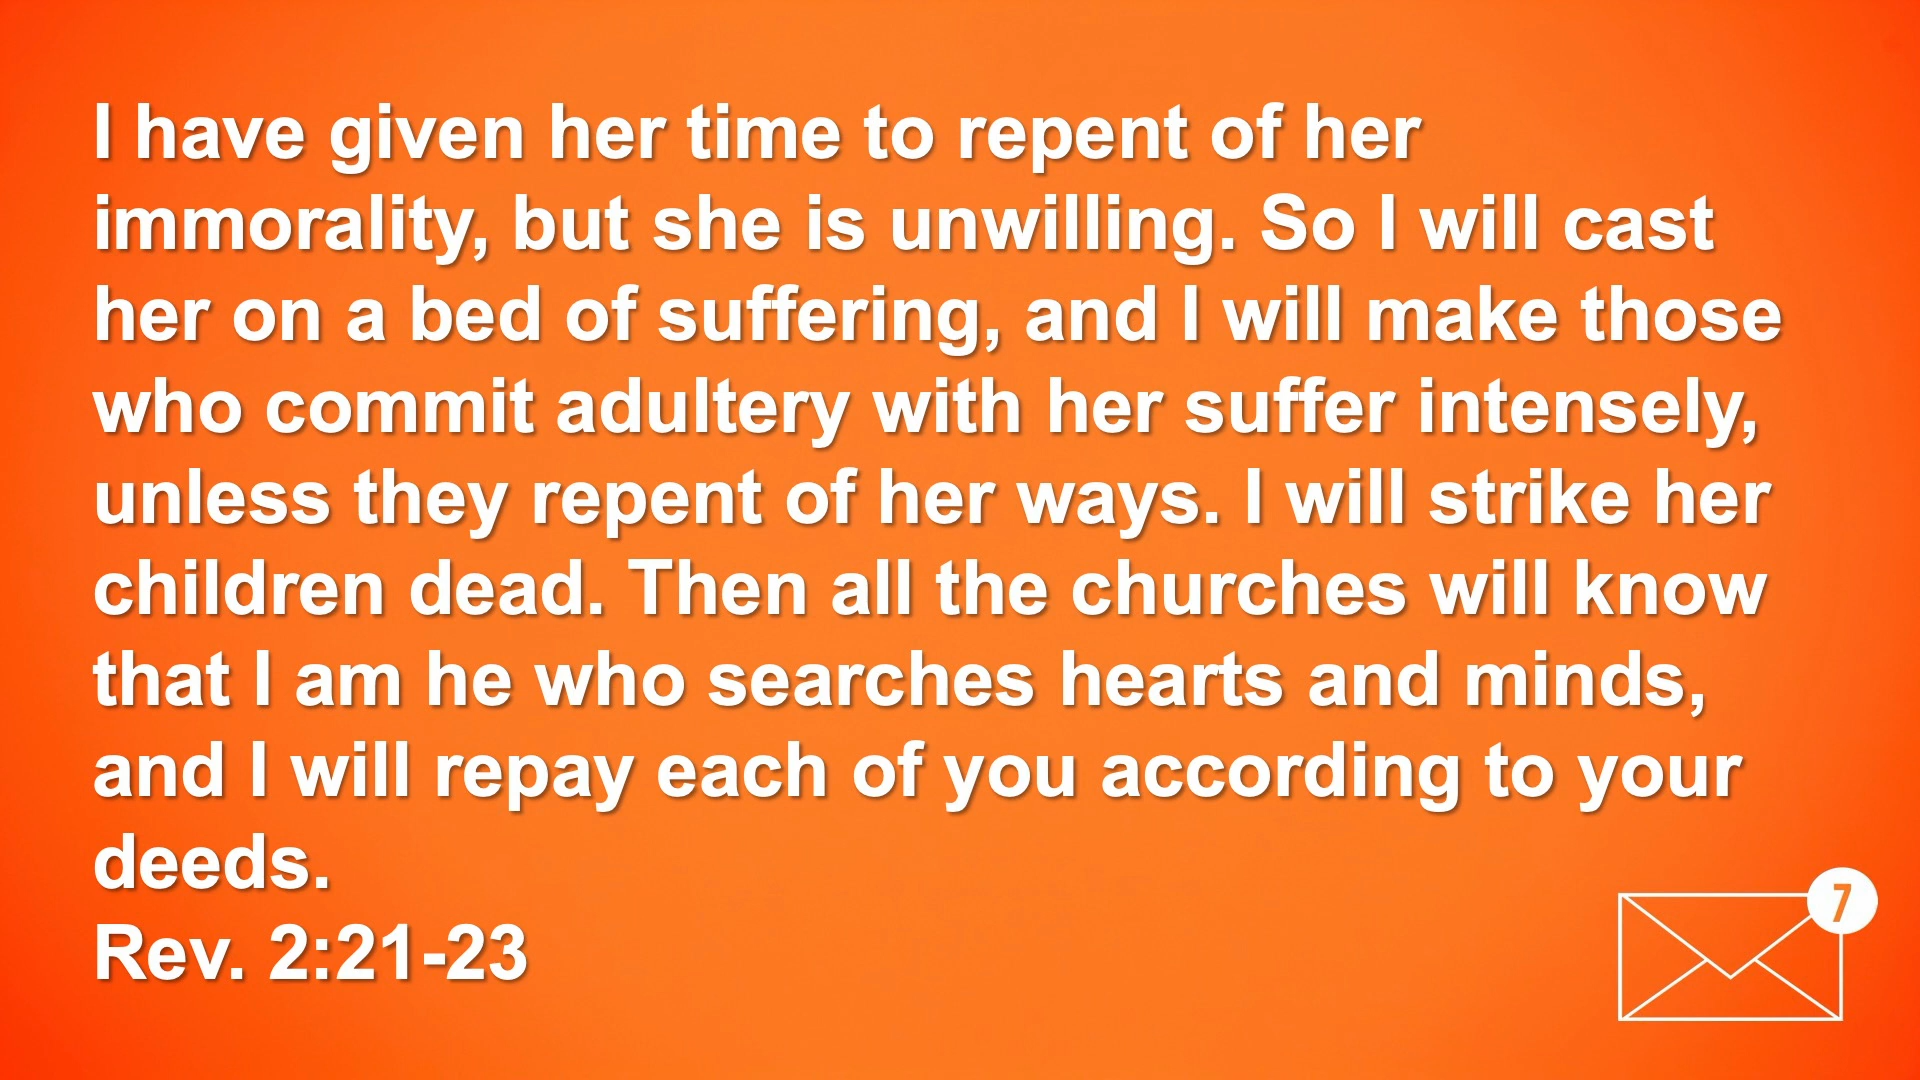 I have given her time to repent of her
immorality, but she is unwilling. So I will cast
her on a bed of suffering, and I will make those
who commit adultery with her suffer intensely,
unless they repent of her ways. I will strike her
children dead. Then all the churches will know
that I am he who searches hearts and minds,
and I will repay each of you according to your
deeds.
Rev. 2:21-23
7